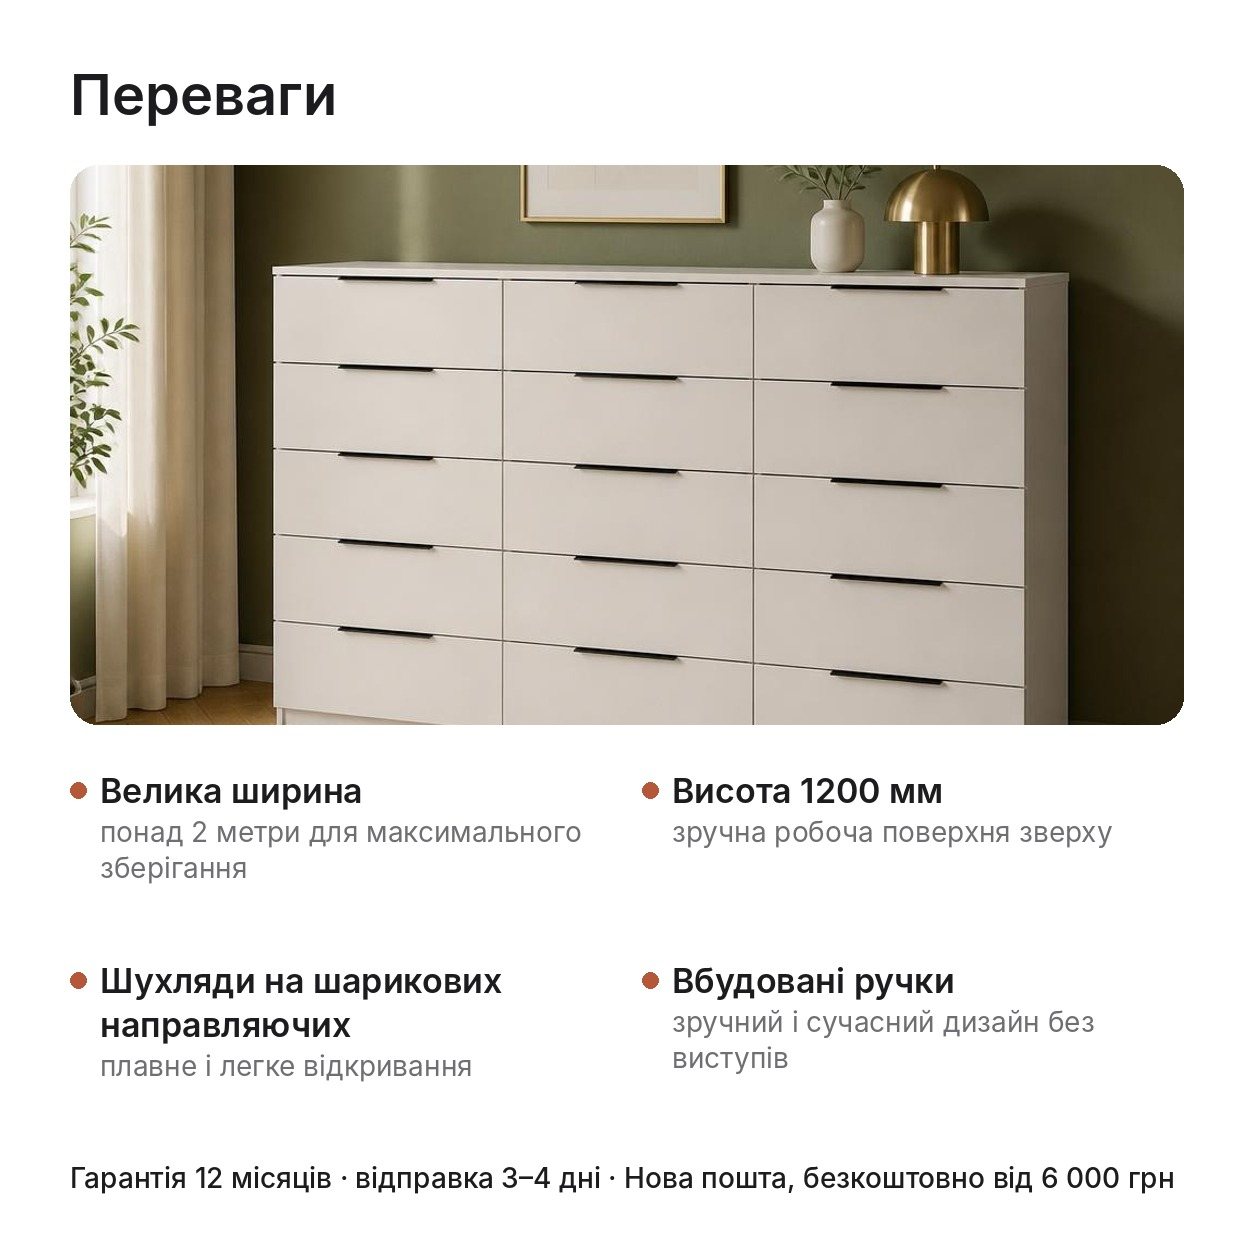 Переваги
Велика ширина
понад 2 метри для максимального
зберігання
Висота 1200 мм
зручна робоча поверхня зверху
Шухляди на шарикових
направляючих
плавне і легке відкривання
Вбудовані ручки
зручний і сучасний дизайн без
виступів
Гарантія 12 місяців · відправка 3–4 дні · Нова пошта, безкоштовно від 6 000 грн